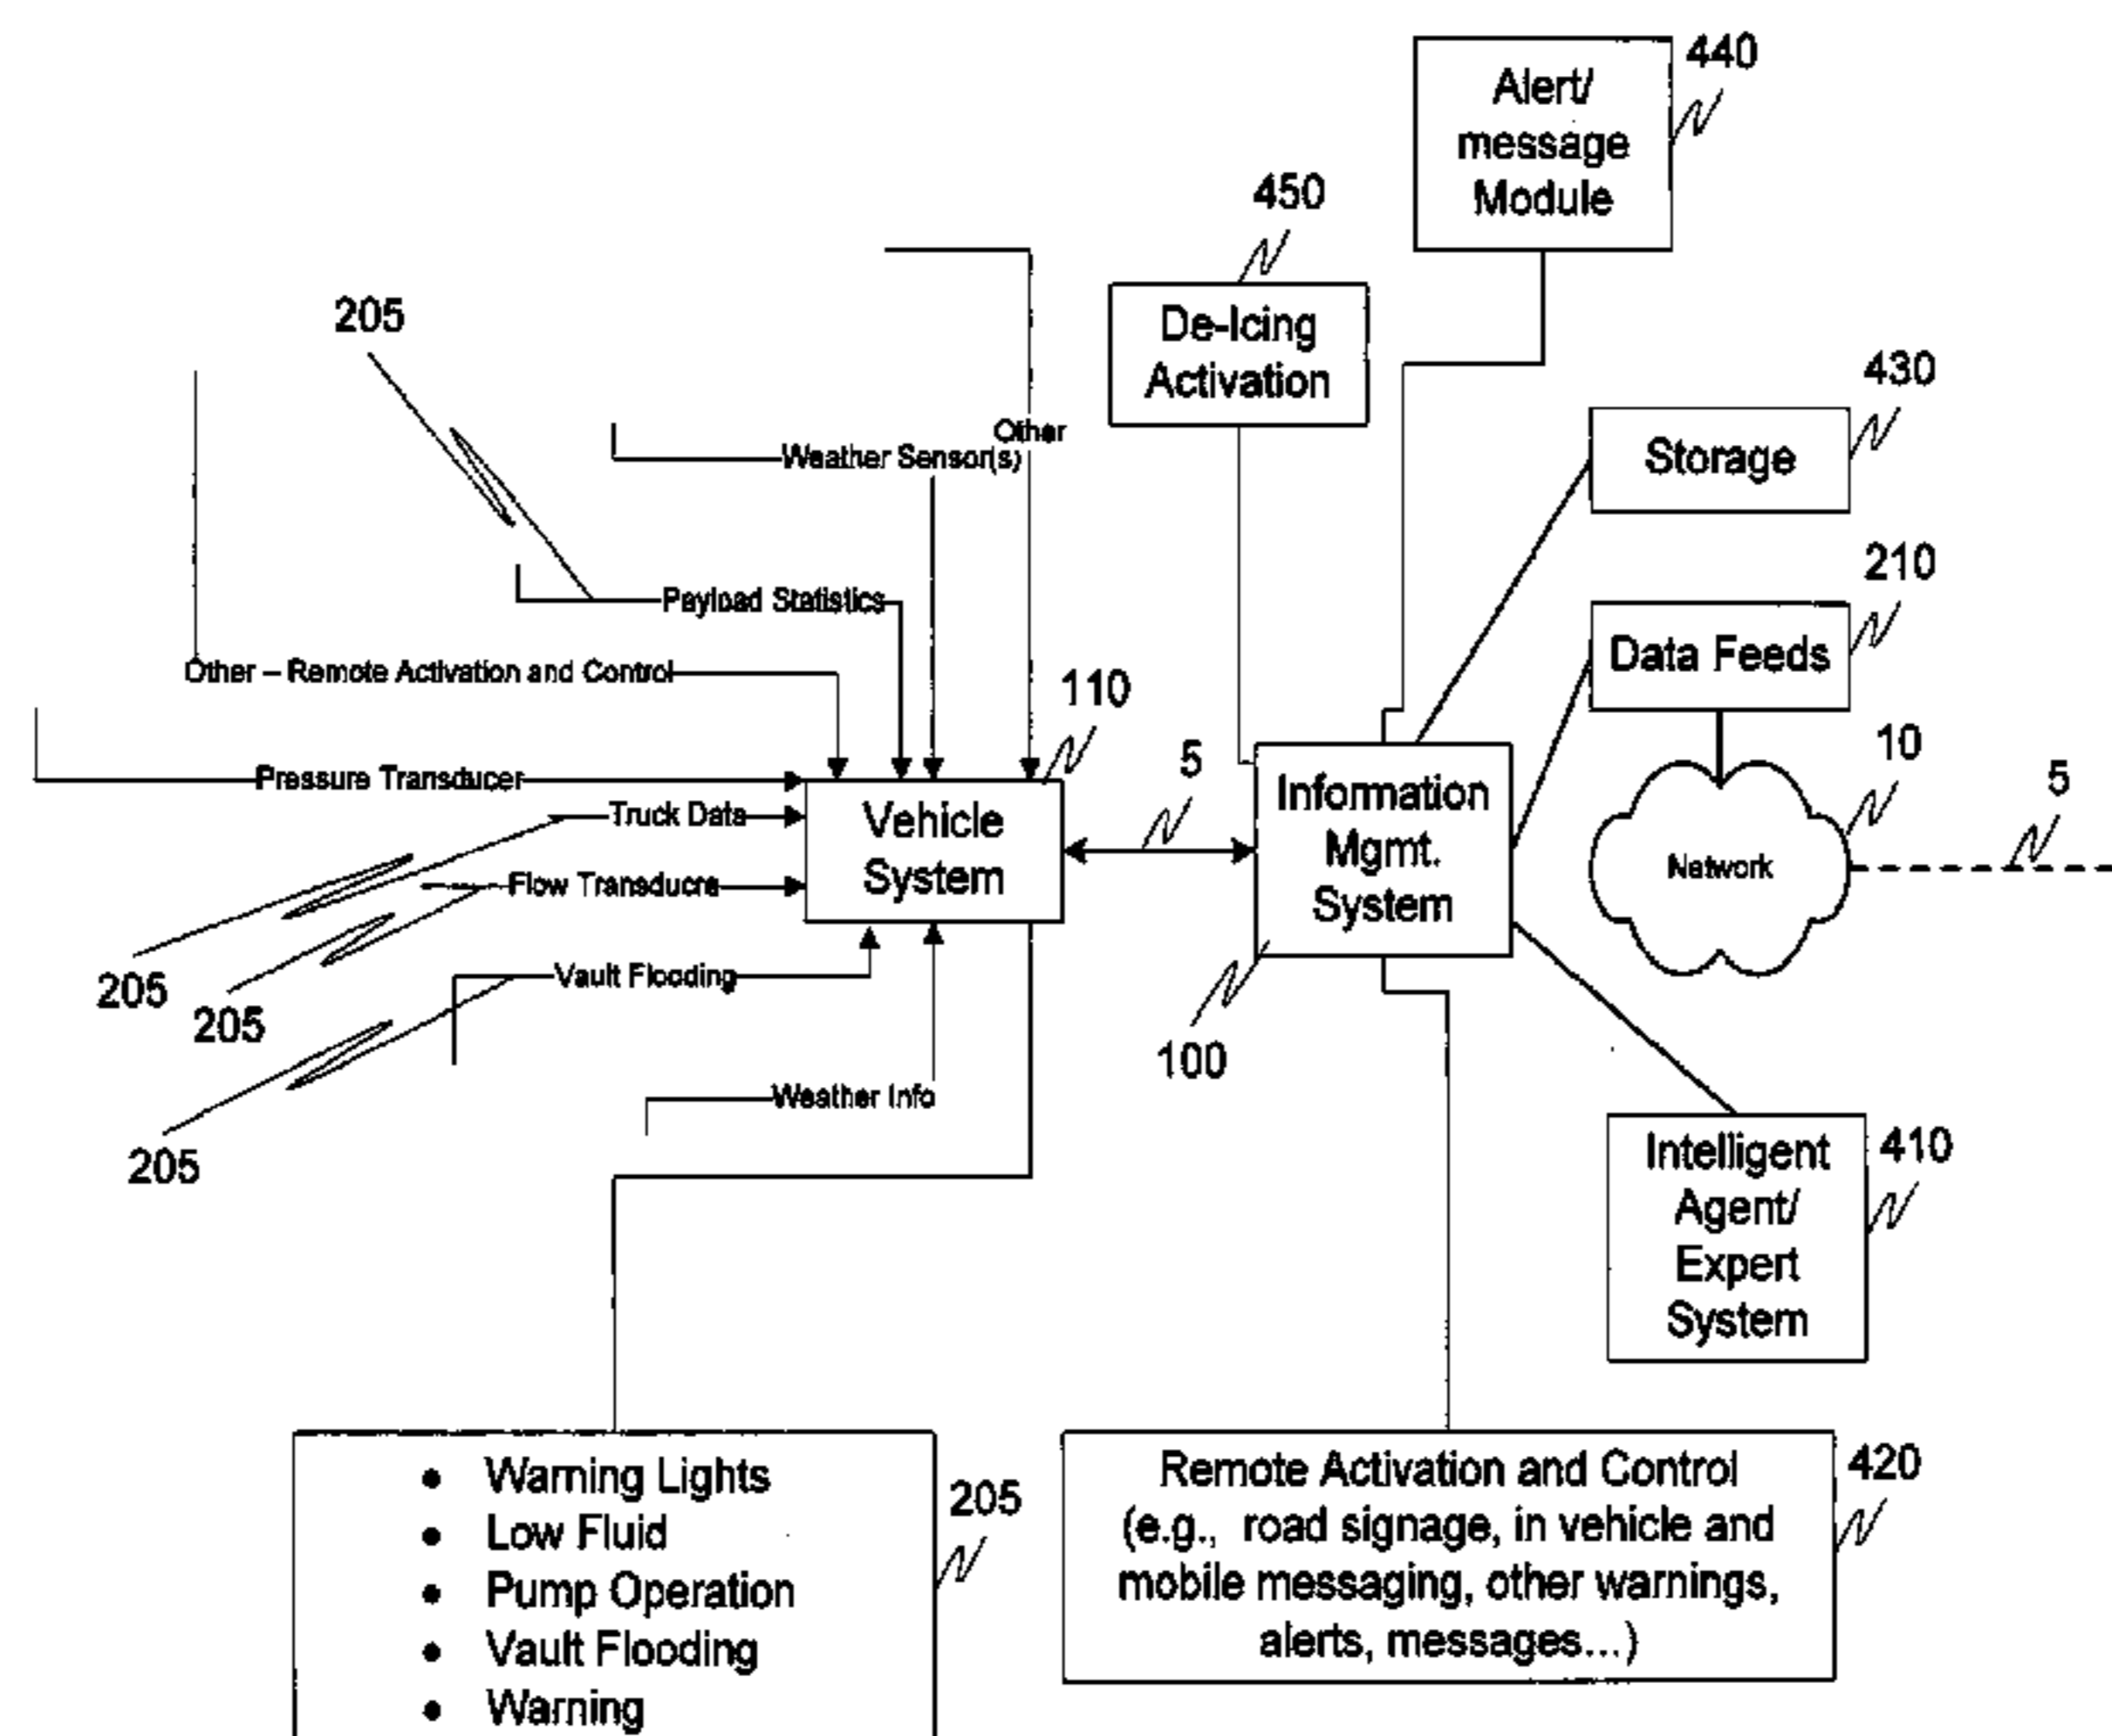 440
Alert/
message
Module
450
De-Icing
Activation
205
430
Storage
Other
Weather Sensor(s)
210
Data Feeds
Payload Statistics
Other – Remote Activation and Control
110
10
5
5
Pressure Transducer
Truck Data
Flow Transducre
Vehicle
System
Information
Mgmt.
System
Network
205
205
Vault Flooding
100
Weather Info
205
Intelligent
Agent/
Expert
System
410
• Warning Lights
• Low Fluid
• Pump Operation
• Vault Flooding
• Warning
205
Remote Activation and Control
(e.g., road signage, in vehicle and
mobile messaging, other warnings,
alerts, messages...)
420